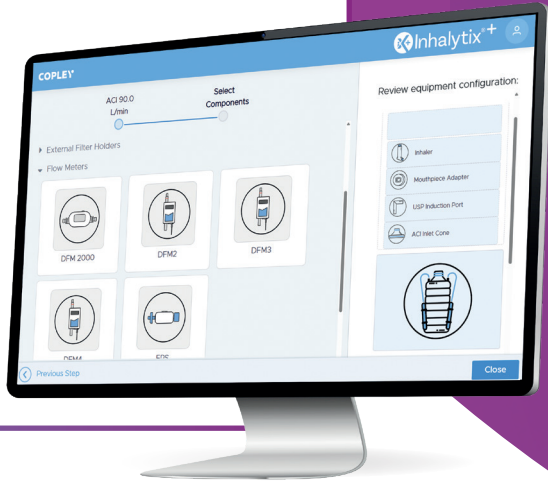 COPLEY
Inhalytix+
ACI 90.0
L/min
Select
Components
Review equipment configuration:
External Filter Holders
Flow Meters
DFM 2000
DFM2
DFM3
DFM4
Inhaler
Mouthpiece Adapter
USP Induction Port
ACI Inlet Cone
Previous Step
Close